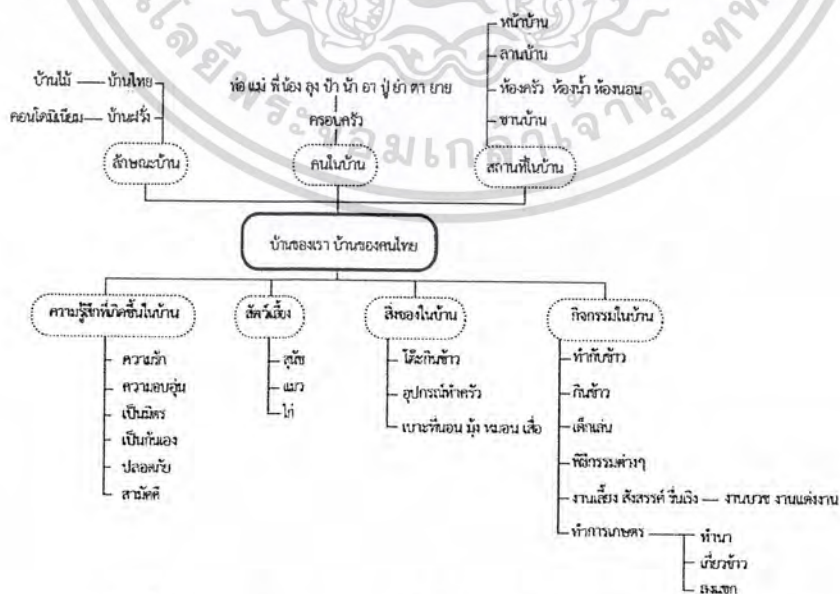 หน้าบ้าน
ลานบ้าน
ห้องครัว ห้องน้ำ ห้องนอน
ชานบ้าน
บ้านไม้ บ้านไทย
คอนโดมิเนียม บ้านฝรั่ง
พ่อ แม่ พี่ น้อง ลุง ป้า น้า อา ปู่ ย่า ตา ยาย
ครอบครัว
ลักษณะบ้าน
คนในบ้าน
สถานที่ในบ้าน
บ้านของเรา บ้านของคนไทย
ความรู้สึกที่เกิดขึ้นในบ้าน
ความรัก
ความอบอุ่น
เป็นมิตร
เป็นกันเอง
ปลอดภัย
สามัคคี
สัตว์เลี้ยง
สุนัข
แมว
ไก่
สิ่งของในบ้าน
โต๊ะกินข้าว
อุปกรณ์ทำครัว
เบาะที่นอน มุ้ง หมอน เสื่อ
กิจกรรมในบ้าน
ทำกับข้าว
กินข้าว
เด็กเล่น
พิธีกรรมต่างๆ
งานเลี้ยง สังสรรค์ รื่นเริง งานบวช งานแต่งงาน
ทำการเกษตร
ทำนา
เกี่ยวข้าว
ลงแขก